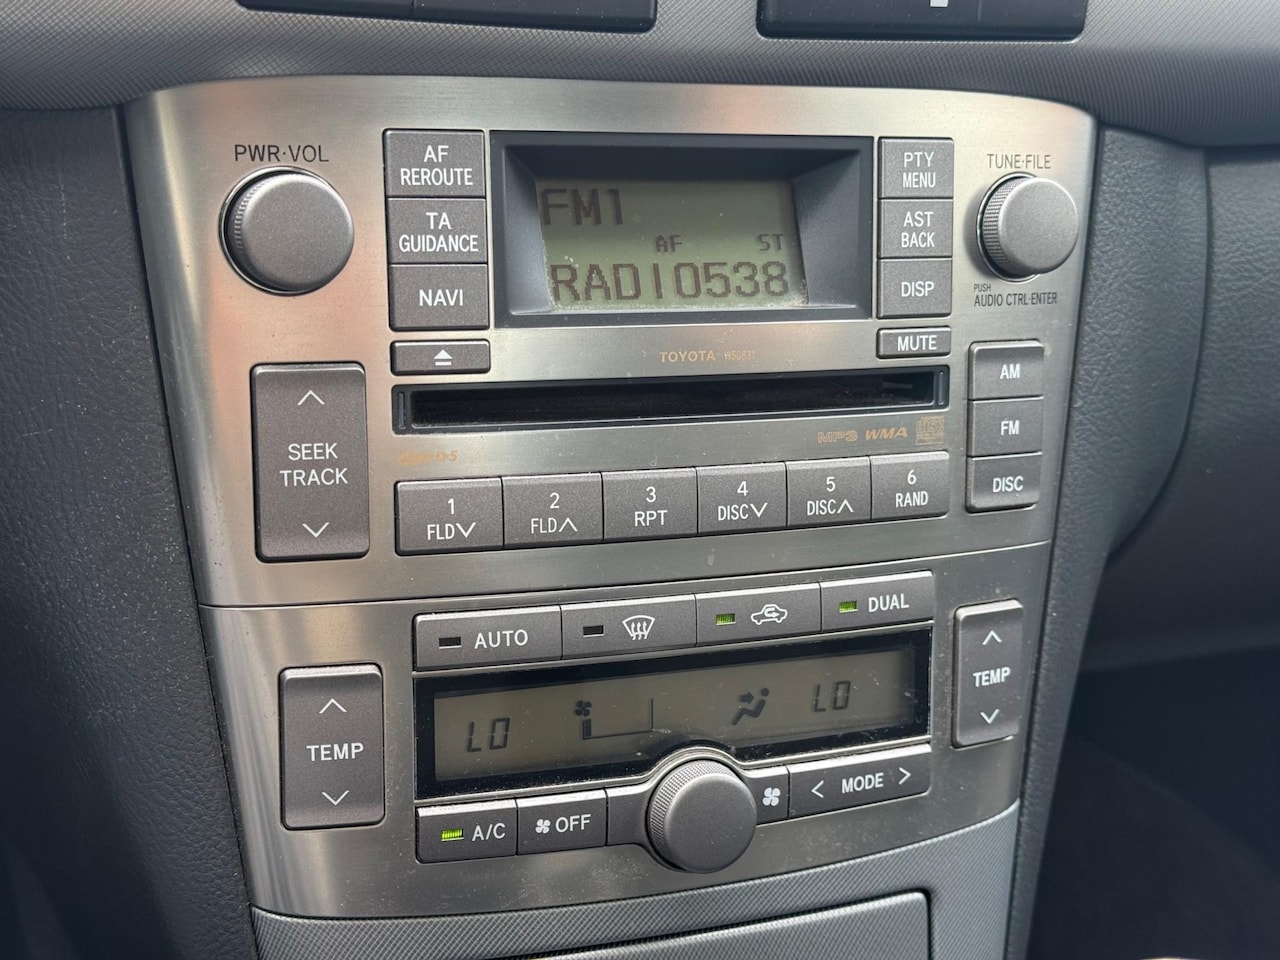 PWR·VOL
AF
REROUTE
TA
GUIDANCE
NAVI
FM1
AF ST
RADIO538
PTY
MENU
AST
BACK
DISP
MUTE
TUNE·FILE
PUSH
AUDIO CTRL·ENTER
TOYOTA
AM
FM
DISC
SEEK
TRACK
MP3 WMA
1
FLD
2
FLD
3
RPT
4
DISC
5
DISC
6
RAND
AUTO
DUAL
TEMP
LO
LO
TEMP
A/C
OFF
< MODE >